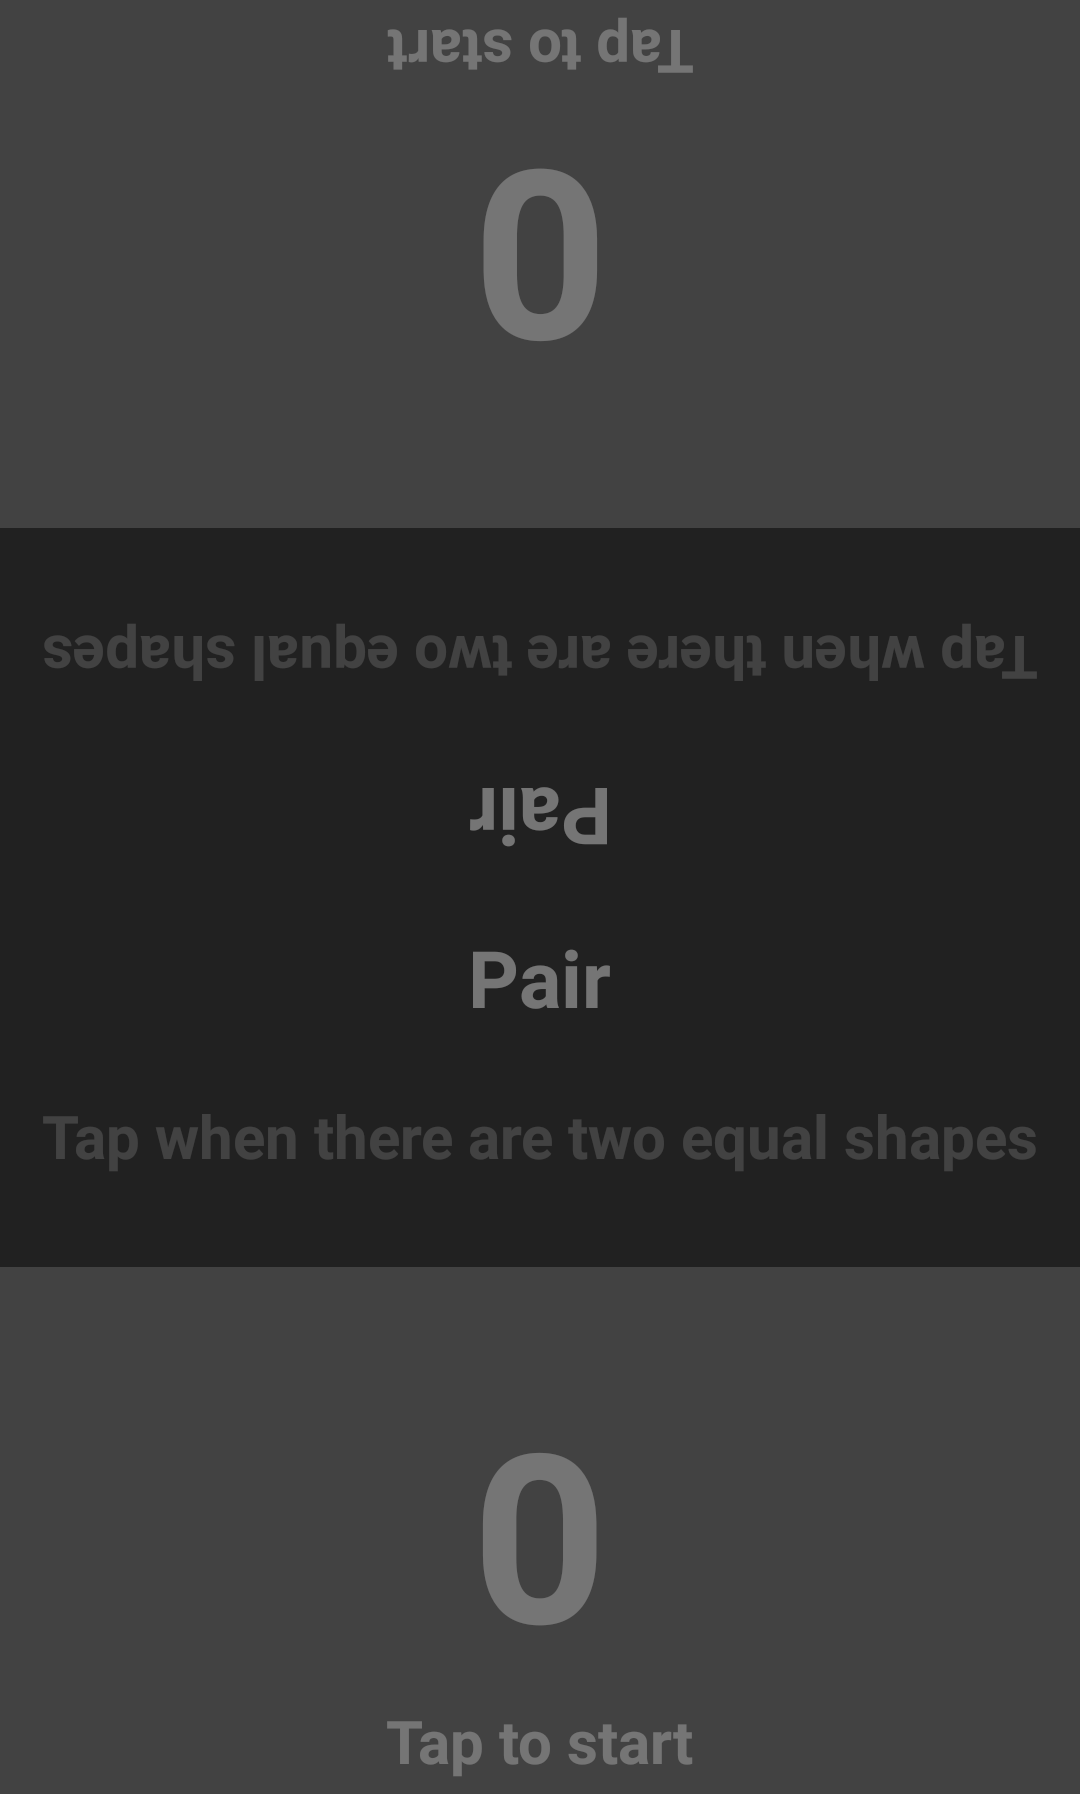 Tap to start
0
Tap when there are two equal shapes
Pair
Pair
Tap when there are two equal shapes
0
Tap to start